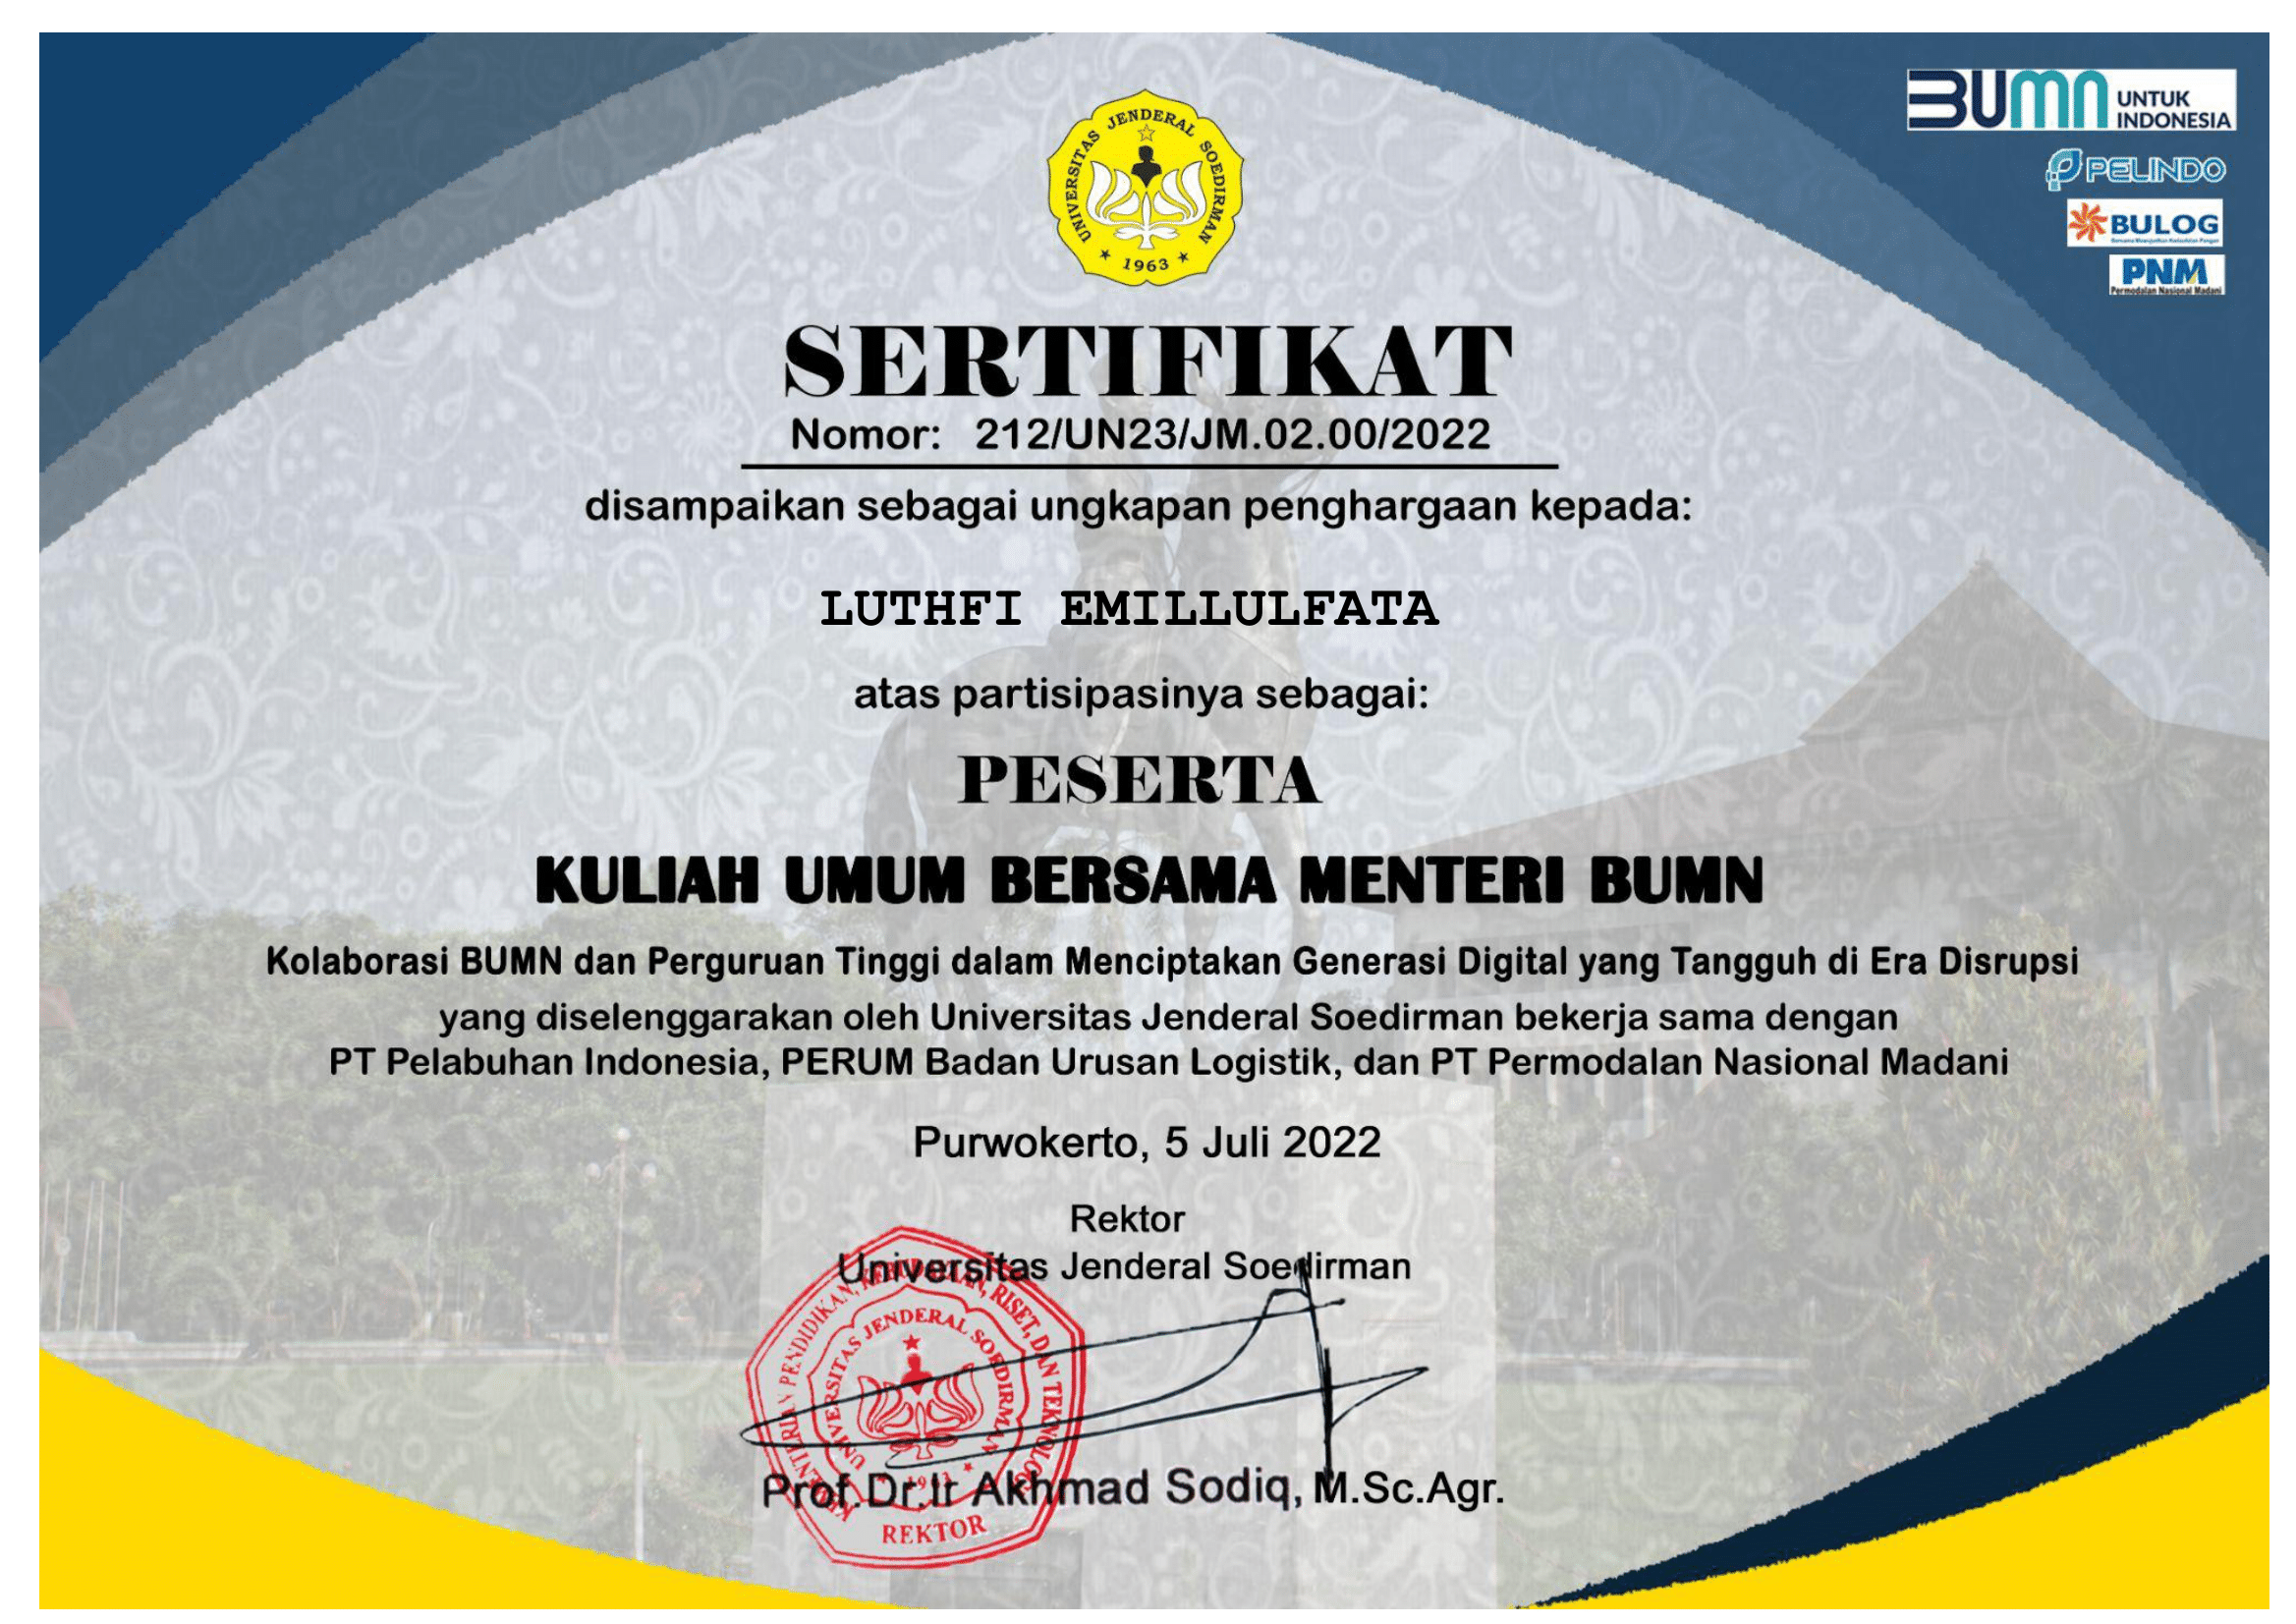 UNIVERSITAS JENDERAL SOEDIRMAN
1963
BUMN UNTUK INDONESIA
PELINDO
BULOG
PNM
Permodalan Nasional Madani
SERTIFIKAT
Nomor: 212/UN23/JM.02.00/2022
disampaikan sebagai ungkapan penghargaan kepada:
LUTHFI EMILLULFATA
atas partisipasinya sebagai:
PESERTA
KULIAH UMUM BERSAMA MENTERI BUMN
Kolaborasi BUMN dan Perguruan Tinggi dalam Menciptakan Generasi Digital yang Tangguh di Era Disrupsi
yang diselenggarakan oleh Universitas Jenderal Soedirman bekerja sama dengan
PT Pelabuhan Indonesia, PERUM Badan Urusan Logistik, dan PT Permodalan Nasional Madani
Purwokerto, 5 Juli 2022
Rektor
Universitas Jenderal Soedirman
KEMENTERIAN PENDIDIKAN, KEBUDAYAAN, RISET, DAN TEKNOLOGI
UNIVERSITAS JENDERAL SOEDIRMAN
1963
Prof.Dr.Ir Akhmad Sodiq, M.Sc.Agr.
REKTOR